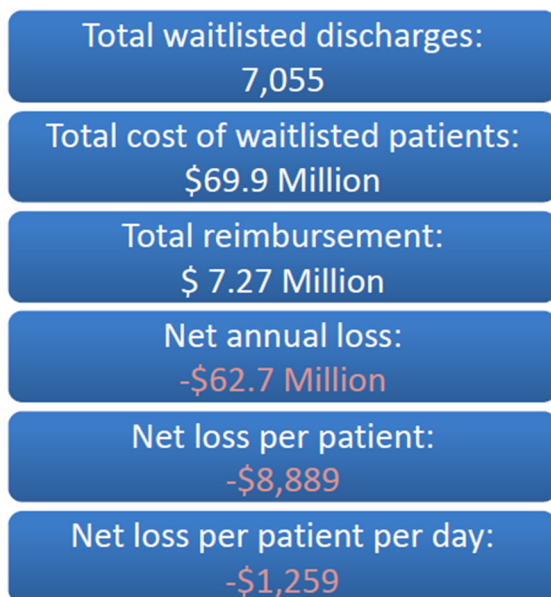 Total waitlisted discharges:
7,055
Total cost of waitlisted patients:
$69.9 Million
Total reimbursement:
$ 7.27 Million
Net annual loss:
-$62.7 Million
Net loss per patient:
-$8,889
Net loss per patient per day:
-$1,259